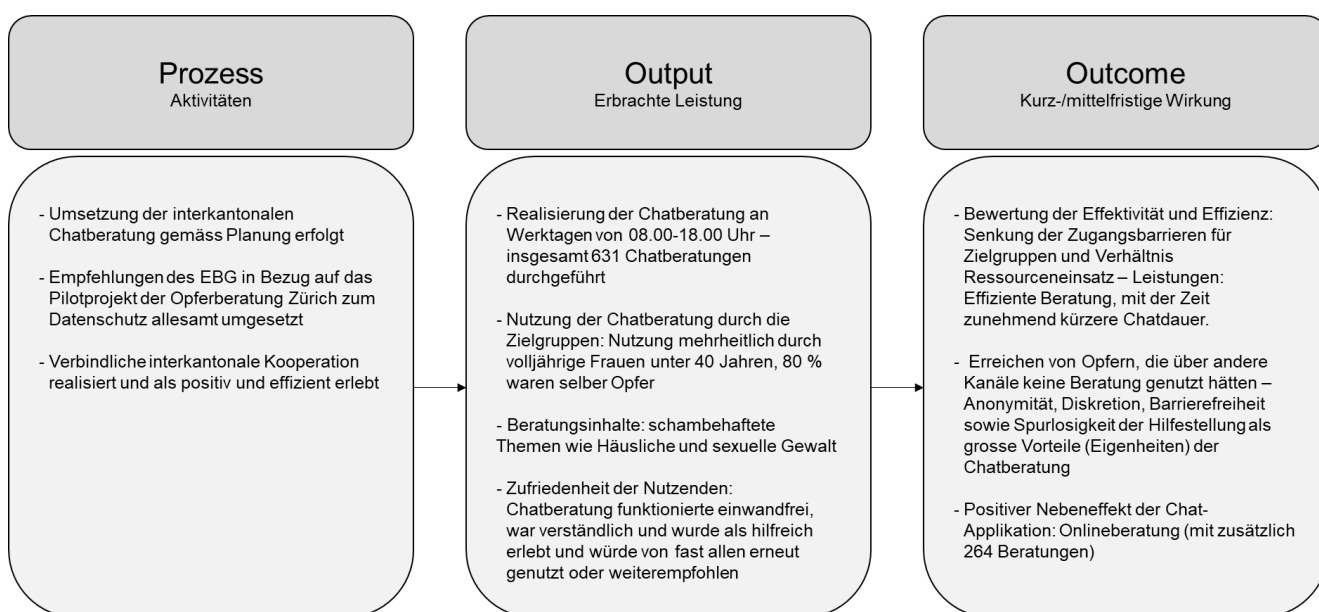 Prozess
Aktivitäten
- Umsetzung der interkantonalen
Chatberatung gemäss Planung erfolgt
- Empfehlungen des EBG in Bezug auf das
Pilotprojekt der Opferberatung Zürich zum
Datenschutz allesamt umgesetzt
- Verbindliche interkantonale Kooperation
realisiert und als positiv und effizient erlebt
Output
Erbrachte Leistung
- Realisierung der Chatberatung an
Werktagen von 08.00-18.00 Uhr –
insgesamt 631 Chatberatungen
durchgeführt
- Nutzung der Chatberatung durch die
Zielgruppen: Nutzung mehrheitlich durch
volljährige Frauen unter 40 Jahren, 80 %
waren selber Opfer
- Beratungsinhalte: schambehaftete
Themen wie Häusliche und sexuelle Gewalt
- Zufriedenheit der Nutzenden:
Chatberatung funktionierte einwandfrei,
war verständlich und wurde als hilfreich
erlebt und würde von fast allen erneut
genutzt oder weiterempfohlen
Outcome
Kurz-/mittelfristige Wirkung
- Bewertung der Effektivität und Effizienz:
Senkung der Zugangsbarrieren für
Zielgruppen und Verhältnis
Ressourceneinsatz – Leistungen:
Effiziente Beratung, mit der Zeit
zunehmend kürzere Chatdauer.
- Erreichen von Opfern, die über andere
Kanäle keine Beratung genutzt hätten –
Anonymität, Diskretion, Barrierefreiheit
sowie Spurlosigkeit der Hilfestellung als
grosse Vorteile (Eigenheiten) der
Chatberatung
- Positiver Nebeneffekt der Chat-
Applikation: Onlineberatung (mit zusätzlich
264 Beratungen)